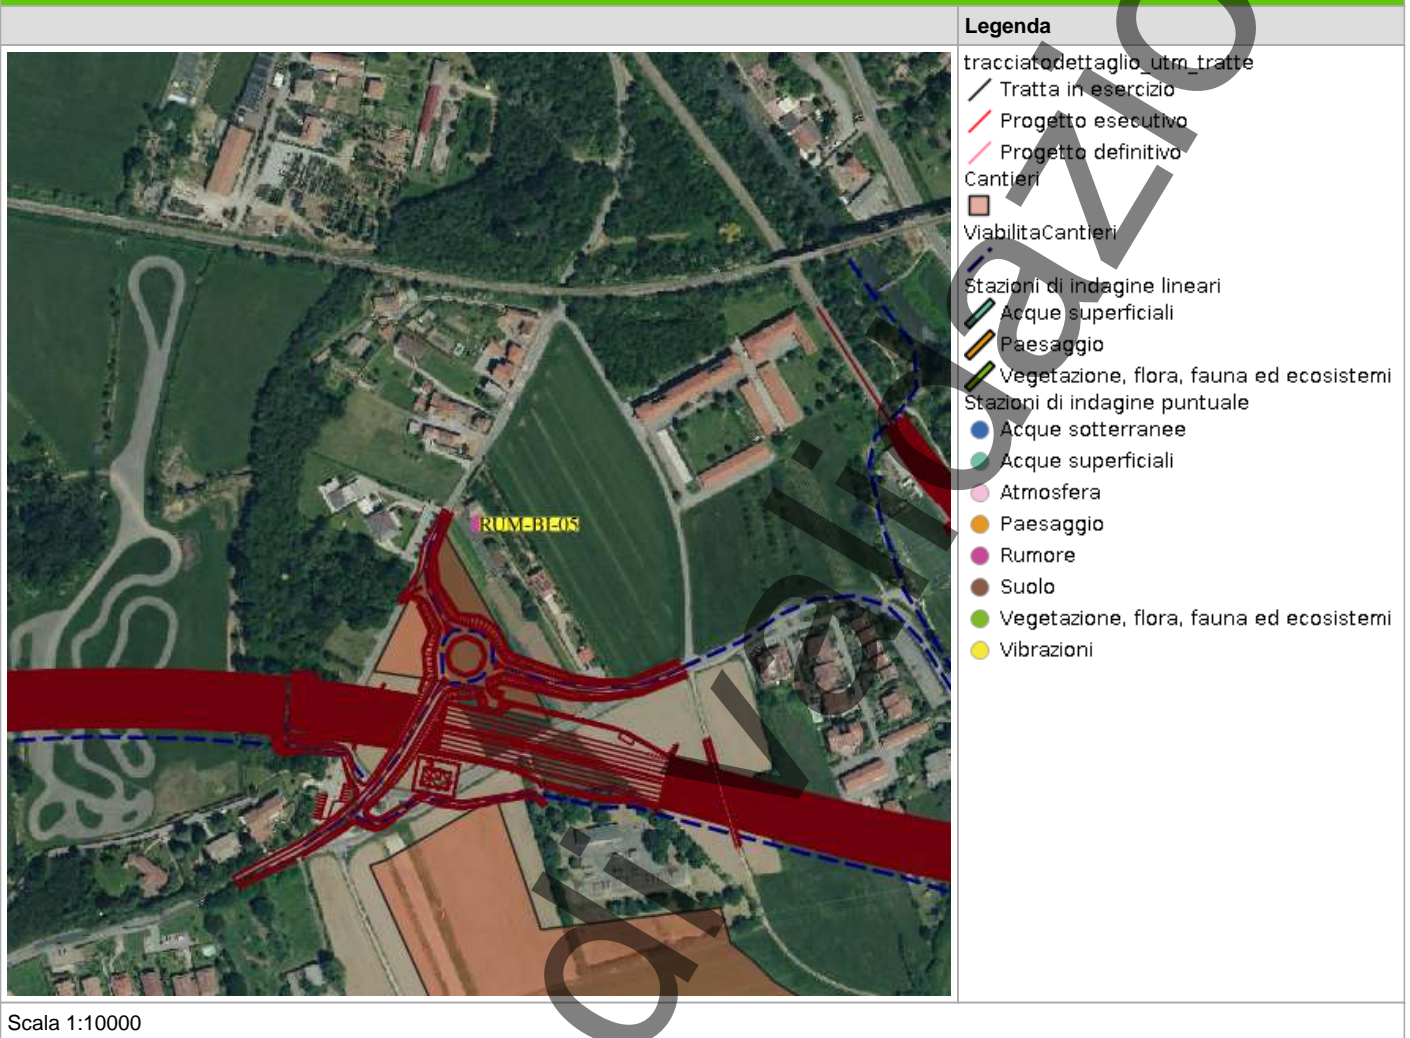 Legenda
tracciatodettaglio_utm_tratte
Tratta in esercizio
Progetto esecutivo
Progetto definitivo
Cantieri
ViabilitaCantieri
Stazioni di indagine lineari
Acque superficiali
Paesaggio
Vegetazione, flora, fauna ed ecosistemi
Stazioni di indagine puntuale
Acque sotterranee
Acque superficiali
Atmosfera
Paesaggio
Rumore
Suolo
Vegetazione, flora, fauna ed ecosistemi
Vibrazioni
RUM-BI-05
Scala 1:10000
di validazio